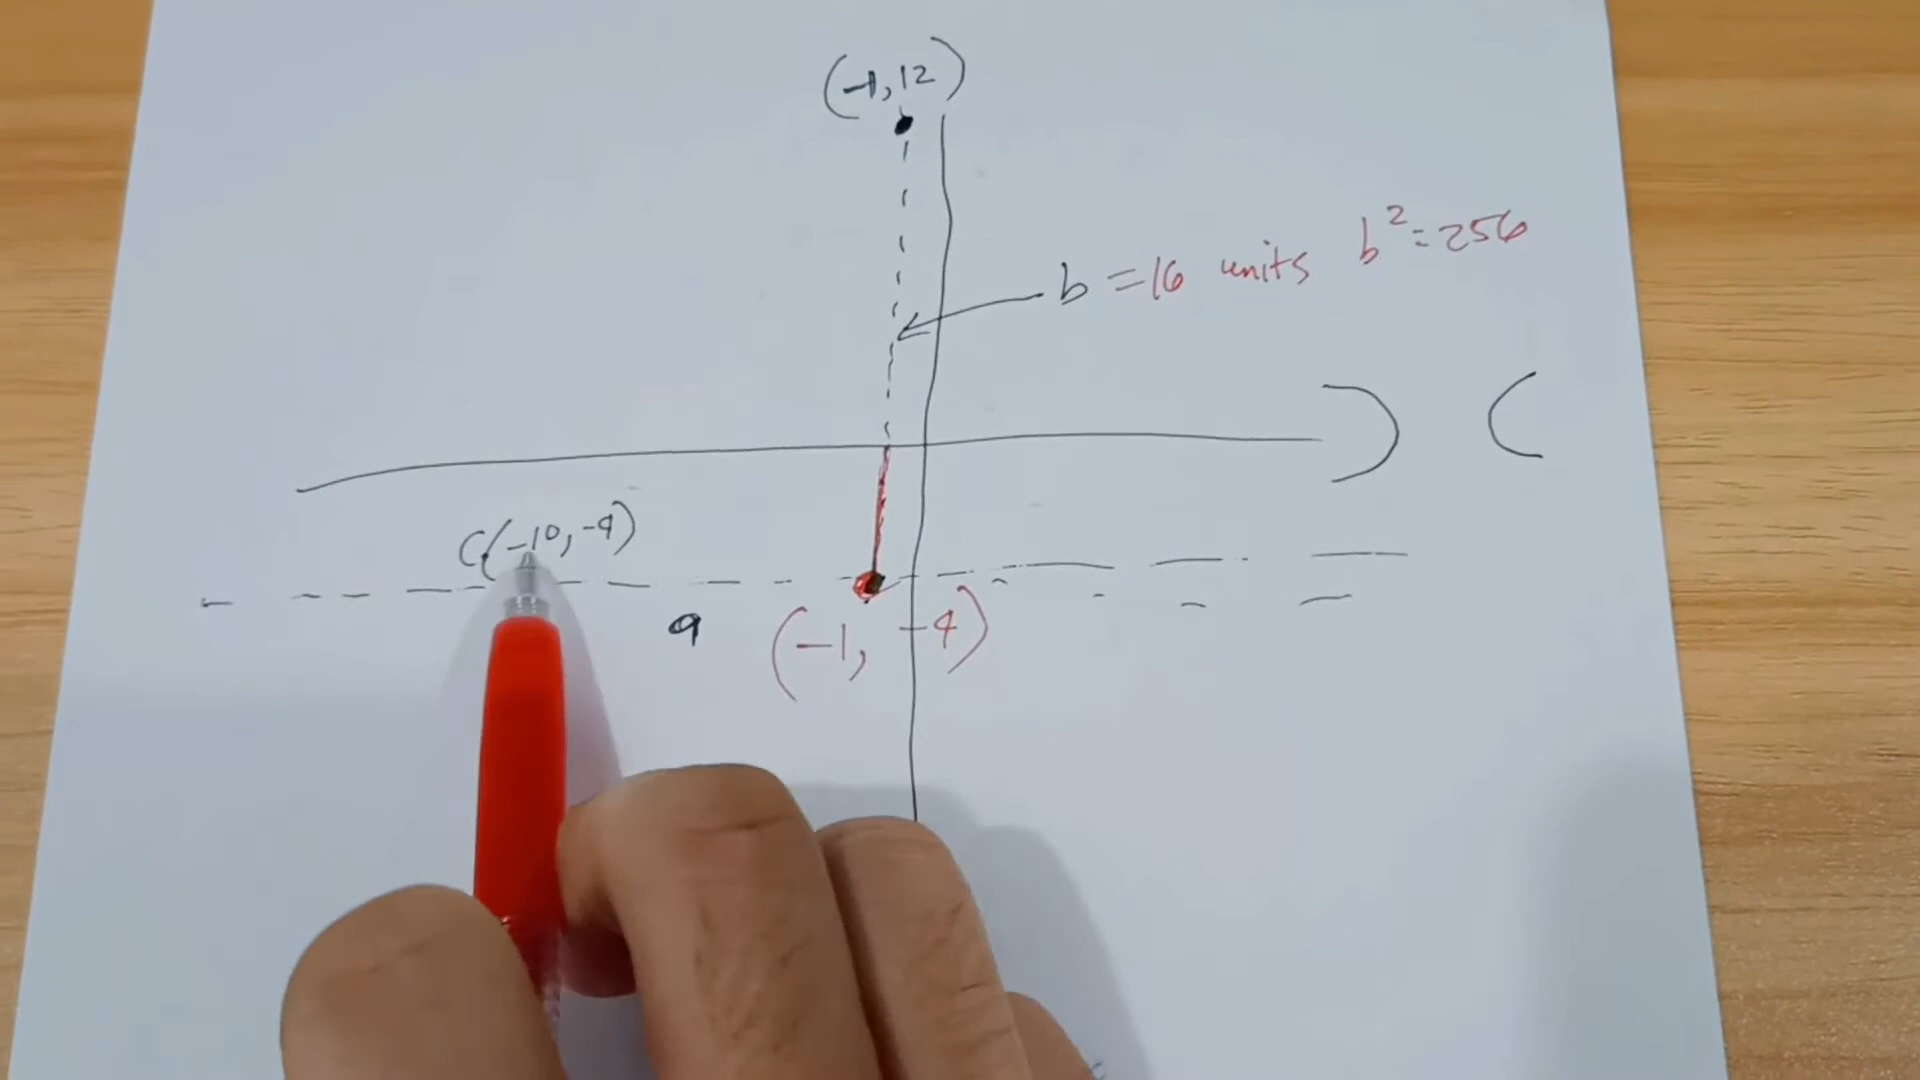 (-1, 12)
b = 16 units b² = 256
C(-10, -4)
9
(-1, -4)